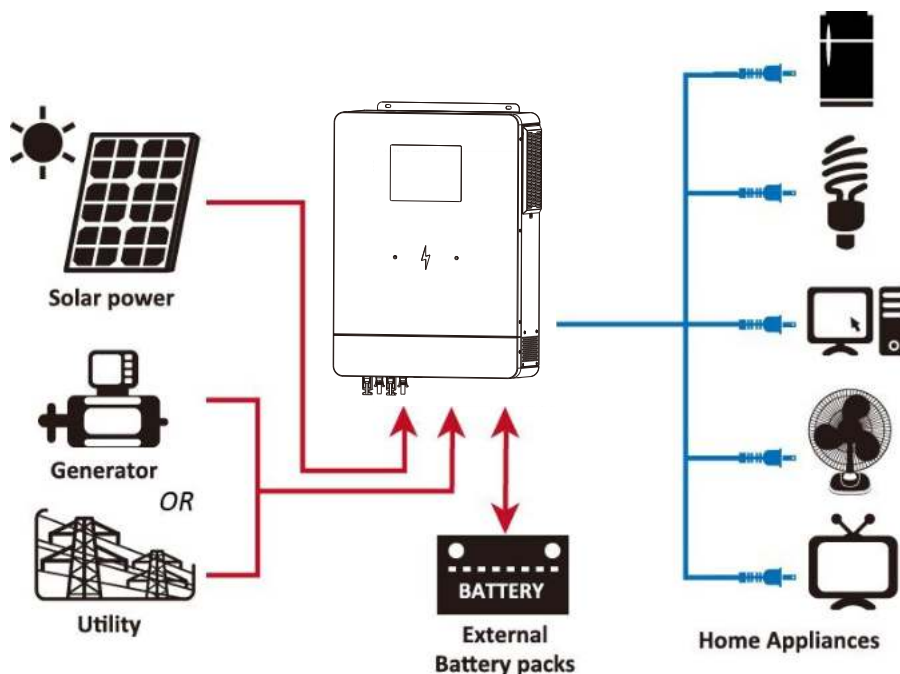 Solar power
Generator
OR
Utility
BATTERY
External
Battery packs
Home Appliances